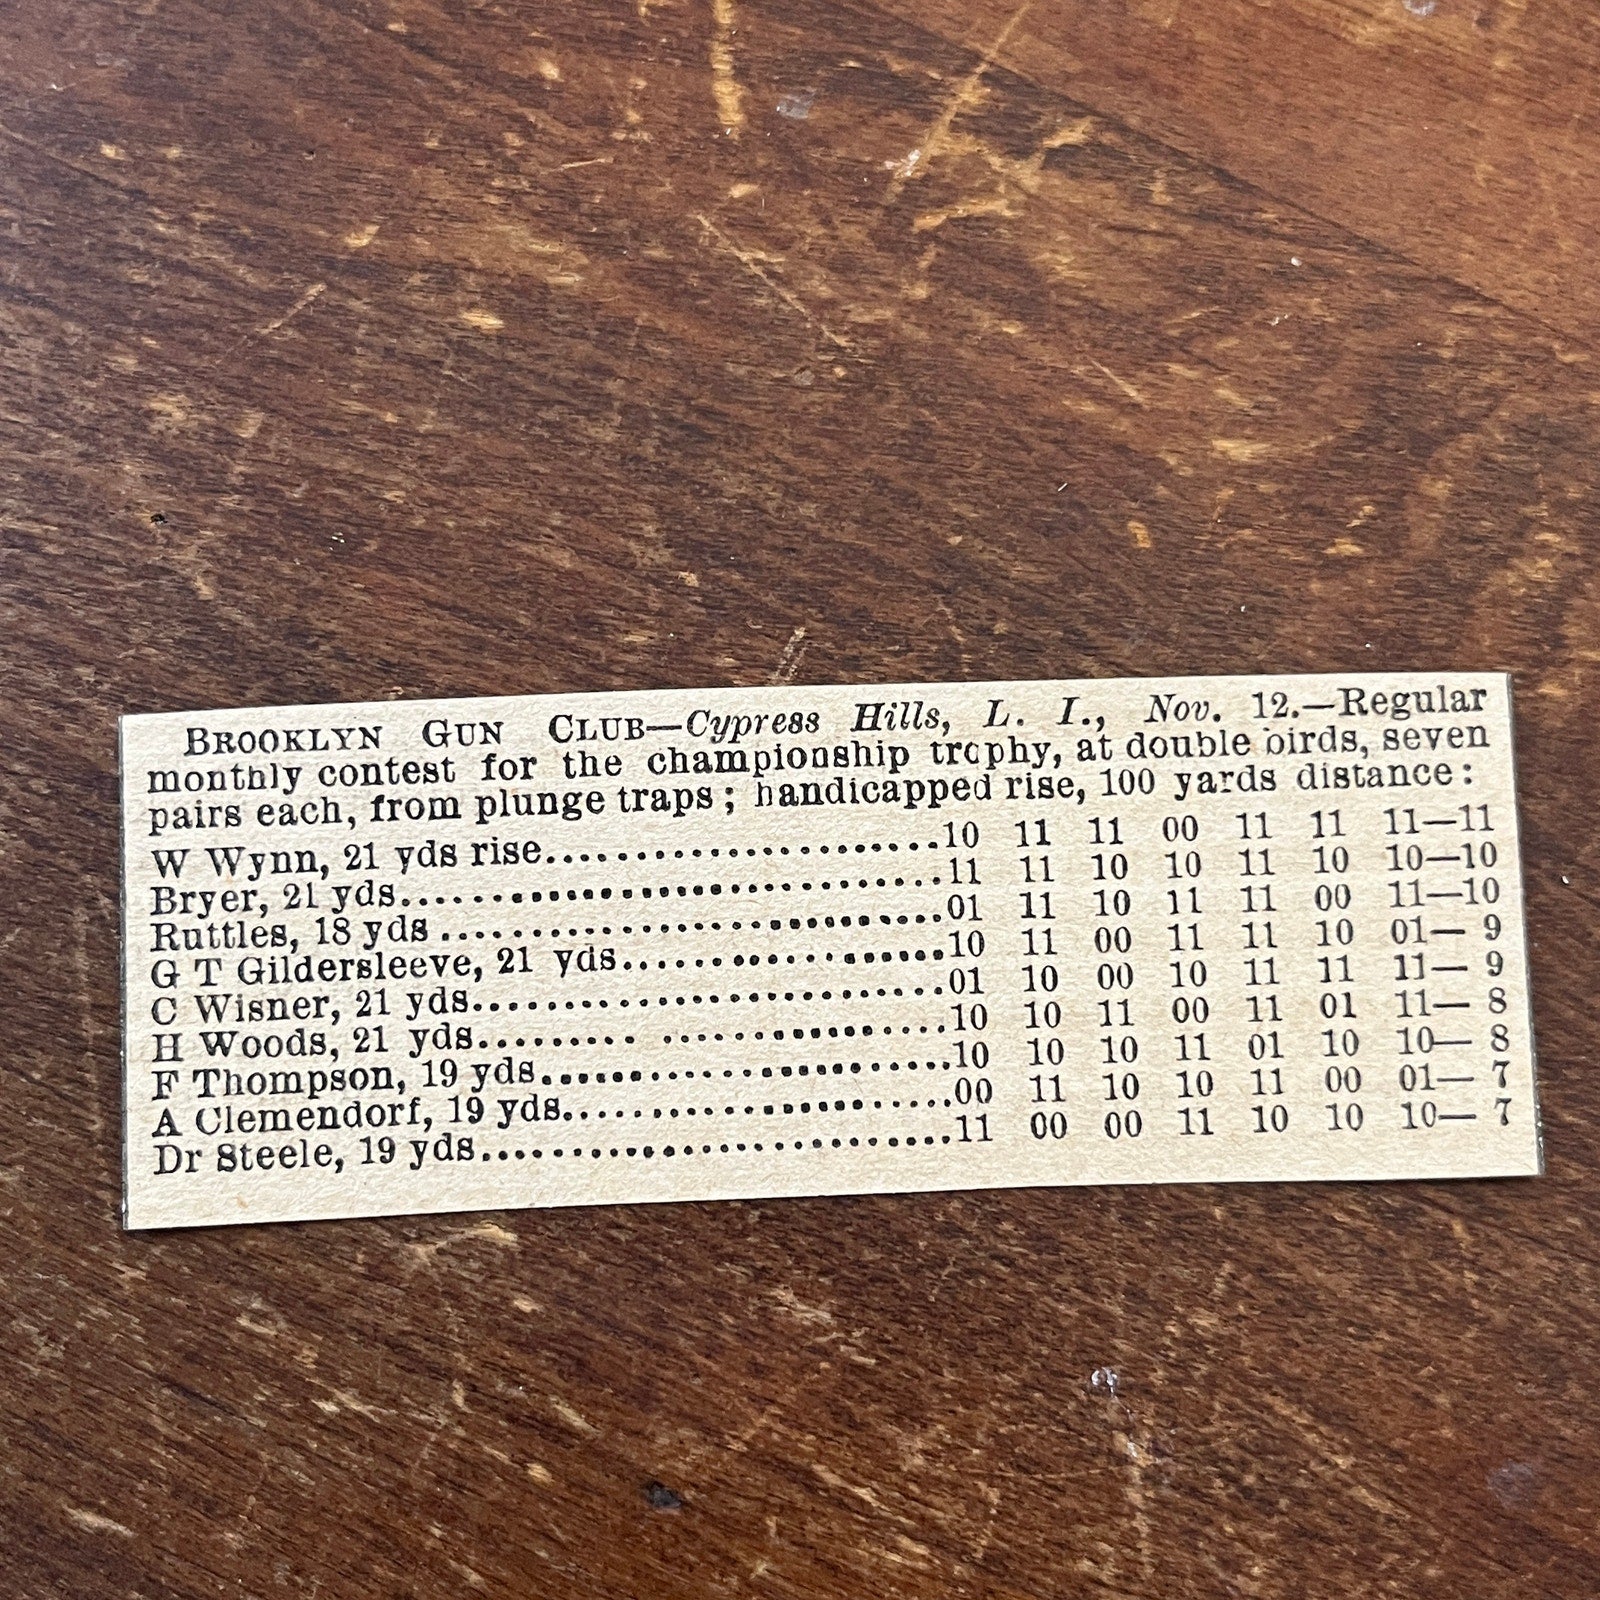 BROOKLYN GUN CLUB—Cypress Hills, L. I., Nov. 12.—Regular
monthly contest for the championship trophy, at double birds, seven
pairs each, from plunge traps; handicapped rise, 100 yards distance:
W Wynn, 21 yds rise......................10 11 11 00 11 11 11—11
Bryer, 21 yds..............................11 11 10 10 11 10 10—10
Ruttles, 18 yds ............................01 11 10 11 11 00 11—10
G T Gildersleeve, 21 yds..................10 11 00 11 11 10 01— 9
C Wisner, 21 yds...........................01 10 00 10 11 11 11— 9
H Woods, 21 yds......... ................10 10 11 00 11 01 11— 8
F Thompson, 19 yds.......................10 10 10 11 01 10 10— 8
A Clemendorf, 19 yds......................00 11 10 10 11 00 01— 7
Dr Steele, 19 yds...........................11 00 00 11 10 10 10— 7